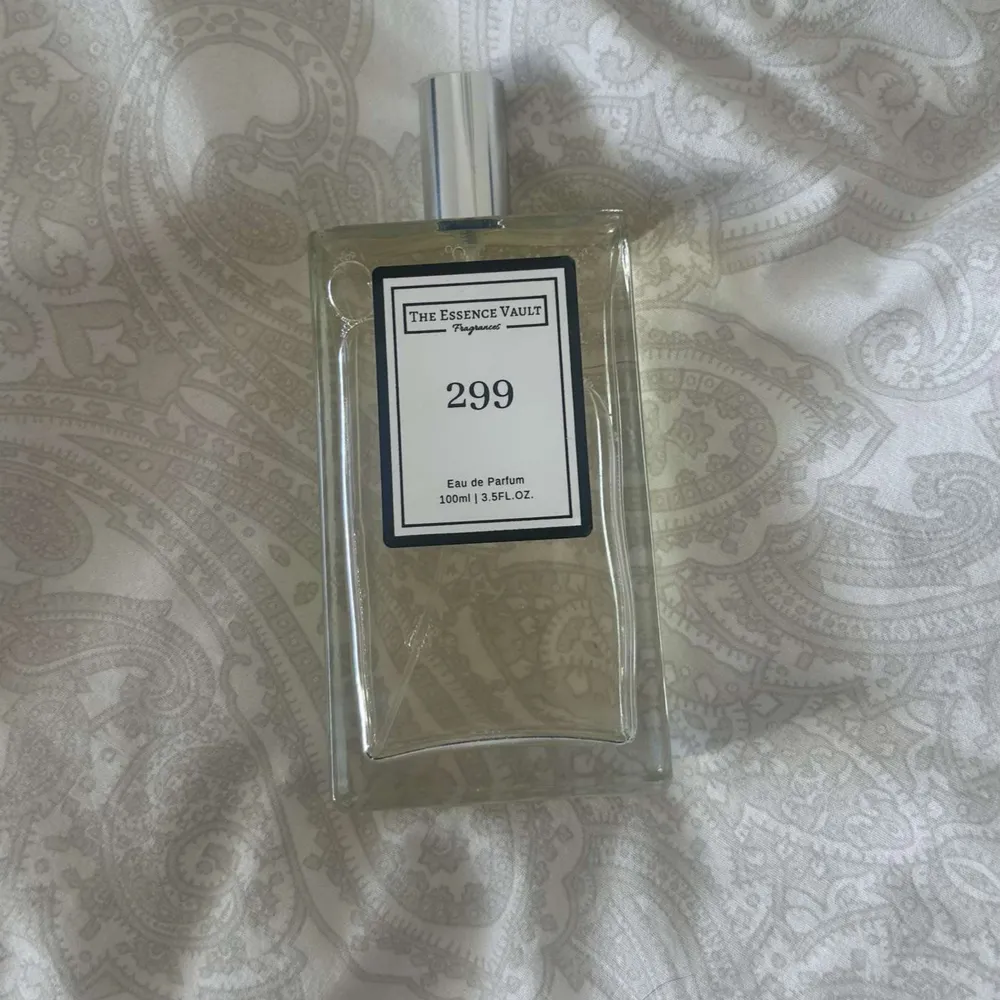 THE ESSENCE VAULT
Fragrances
299
Eau de Parfum
100ml | 3.5FL.OZ.